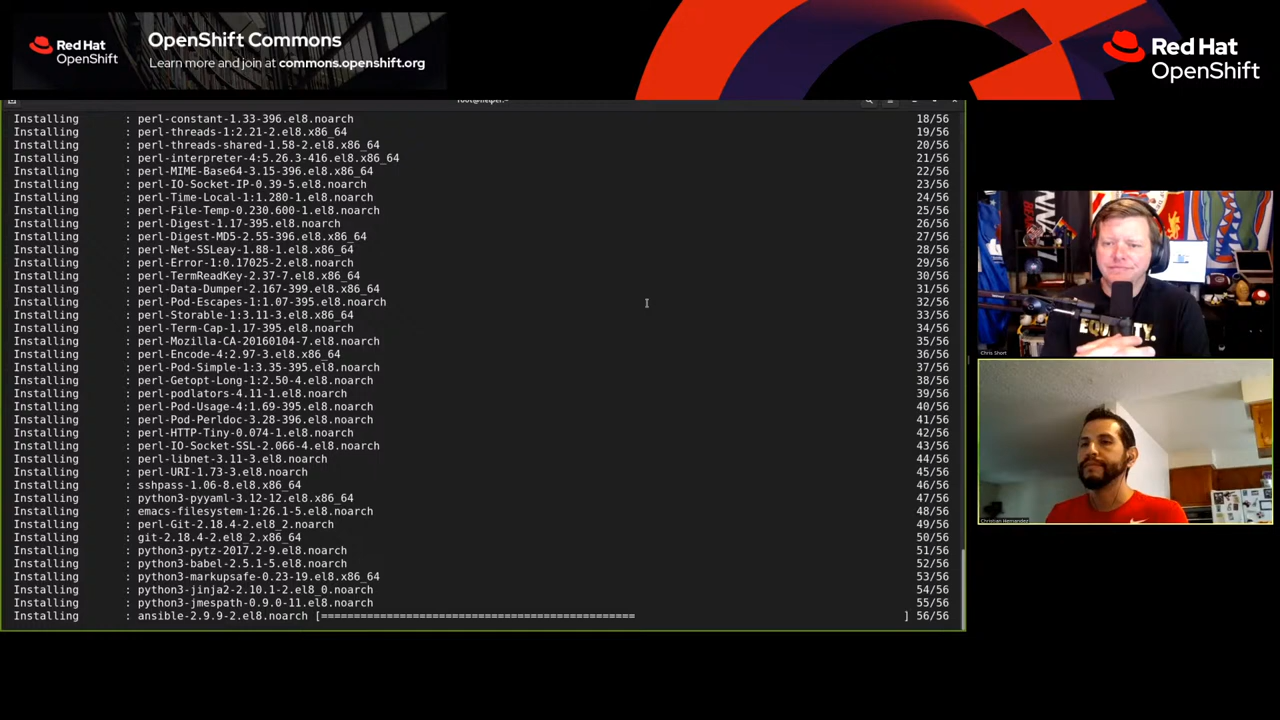 Red Hat
OpenShift
OpenShift Commons
Learn more and join at commons.openshift.org
Red Hat
OpenShift
Installing : perl-constant-1.33-396.el8.noarch 18/56
Installing : perl-threads-1:2.21-2.el8.x86_64 19/56
Installing : perl-threads-shared-1.58-2.el8.x86_64 20/56
Installing : perl-interpreter-4:5.26.3-416.el8.x86_64 21/56
Installing : perl-MIME-Base64-3.15-396.el8.x86_64 22/56
Installing : perl-IO-Socket-IP-0.39-5.el8.noarch 23/56
Installing : perl-Time-Local-1:1.280-1.el8.noarch 24/56
Installing : perl-File-Temp-0.230.600-1.el8.noarch 25/56
Installing : perl-Digest-1.17-395.el8.noarch 26/56
Installing : perl-Digest-MD5-2.55-396.el8.x86_64 27/56
Installing : perl-Net-SSLeay-1.88-1.el8.x86_64 28/56
Installing : perl-Error-1:0.17025-2.el8.noarch 29/56
Installing : perl-TermReadKey-2.37-7.el8.x86_64 30/56
Installing : perl-Data-Dumper-2.167-399.el8.x86_64 31/56
Installing : perl-Pod-Escapes-1:1.07-395.el8.noarch 32/56
Installing : perl-Storable-1:3.11-3.el8.x86_64 33/56
Installing : perl-Term-Cap-1.17-395.el8.noarch 34/56
Installing : perl-Mozilla-CA-20160104-7.el8.noarch 35/56
Installing : perl-Encode-4:2.97-3.el8.x86_64 36/56
Installing : perl-Pod-Simple-1:3.35-395.el8.noarch 37/56
Installing : perl-Getopt-Long-1:2.50-4.el8.noarch 38/56
Installing : perl-podlators-4.11-1.el8.noarch 39/56
Installing : perl-Pod-Usage-4:1.69-395.el8.noarch 40/56
Installing : perl-Pod-Perldoc-3.28-396.el8.noarch 41/56
Installing : perl-HTTP-Tiny-0.074-1.el8.noarch 42/56
Installing : perl-IO-Socket-SSL-2.066-4.el8.noarch 43/56
Installing : perl-libnet-3.11-3.el8.noarch 44/56
Installing : perl-URI-1.73-3.el8.noarch 45/56
Installing : sshpass-1.06-8.el8.x86_64 46/56
Installing : python3-pyyaml-3.12-12.el8.x86_64 47/56
Installing : emacs-filesystem-1:26.1-5.el8.noarch 48/56
Installing : perl-Git-2.18.4-2.el8_2.noarch 49/56
Installing : git-2.18.4-2.el8_2.x86_64 50/56
Installing : python3-pytz-2017.2-9.el8.noarch 51/56
Installing : python3-babel-2.5.1-5.el8.noarch 52/56
Installing : python3-markupsafe-0.23-19.el8.x86_64 53/56
Installing : python3-jinja2-2.10.1-2.el8_0.noarch 54/56
Installing : python3-jmespath-0.9.0-11.el8.noarch 55/56
Installing : ansible-2.9.9-2.el8.noarch [================================================ ] 56/56
Chris Short
Christian Hernandez